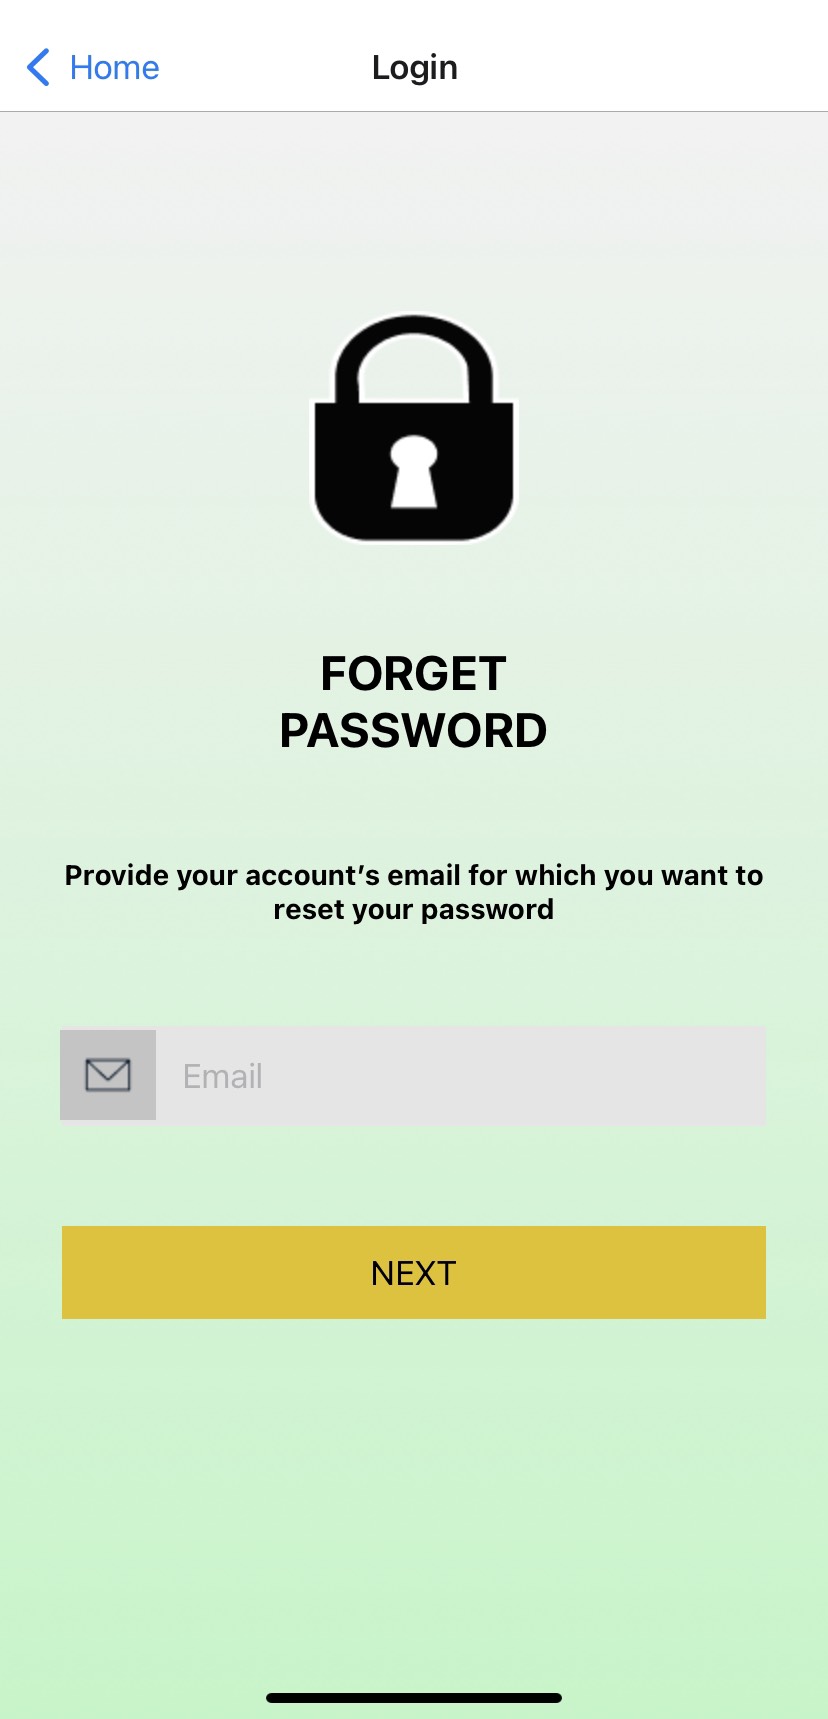 Home
Login
FORGET
PASSWORD
Provide your account’s email for which you want to
reset your password
Email
NEXT